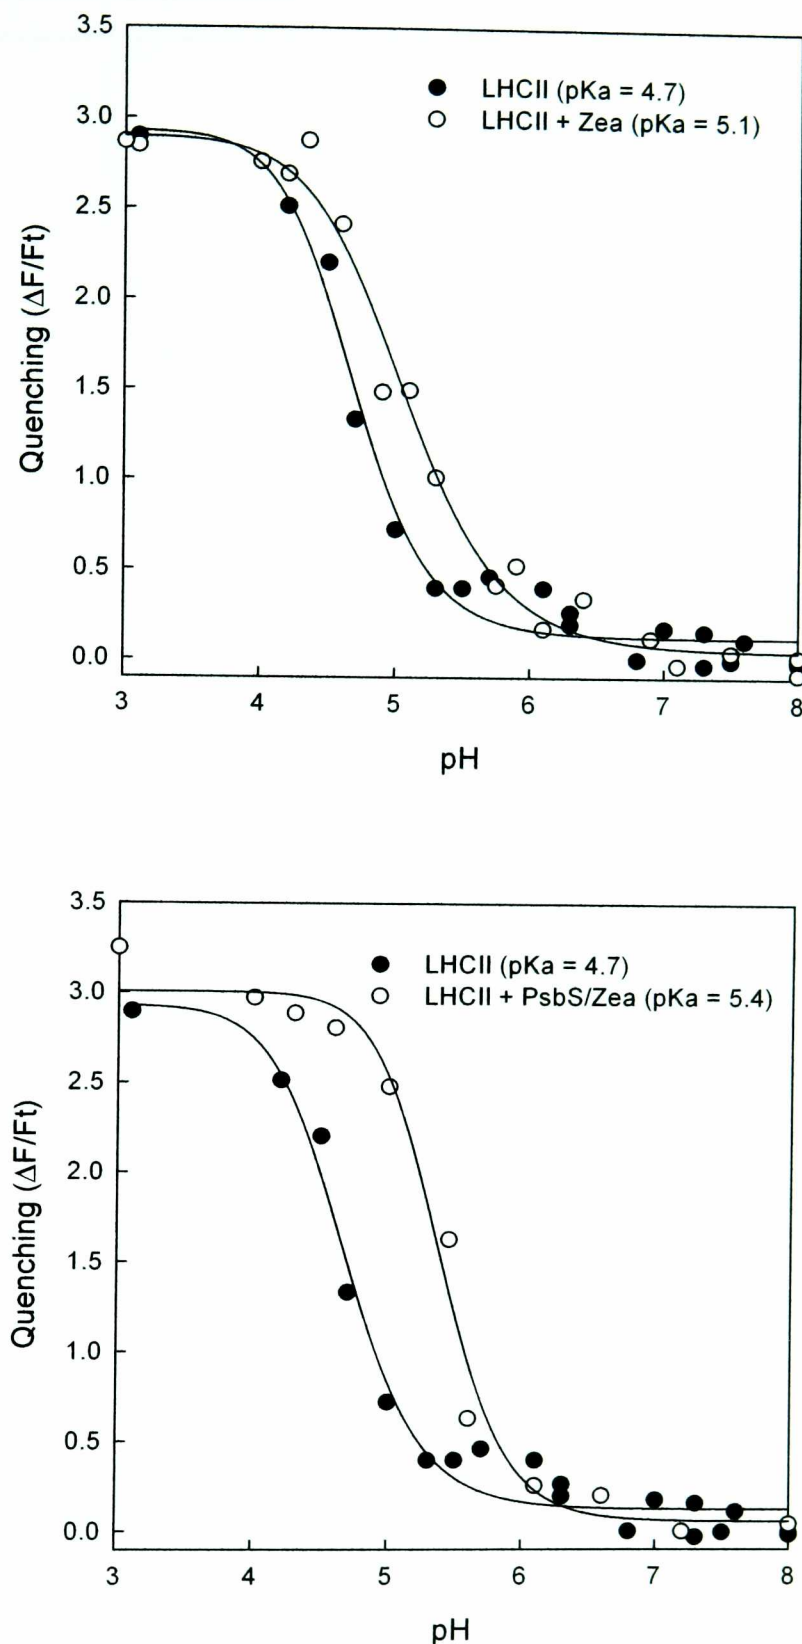 3.5
LHCII (pKa = 4.7)
3.0
LHCII + Zea (pKa = 5.1)
2.5
2.0
1.5
1.0
0.5
0.0
Quenching (ΔF/Ft)
3 4 5 6 7 8
pH
3.5
LHCII (pKa = 4.7)
3.0
LHCII + PsbS/Zea (pKa = 5.4)
2.5
2.0
1.5
1.0
0.5
0.0
Quenching (ΔF/Ft)
3 4 5 6 7 8
pH